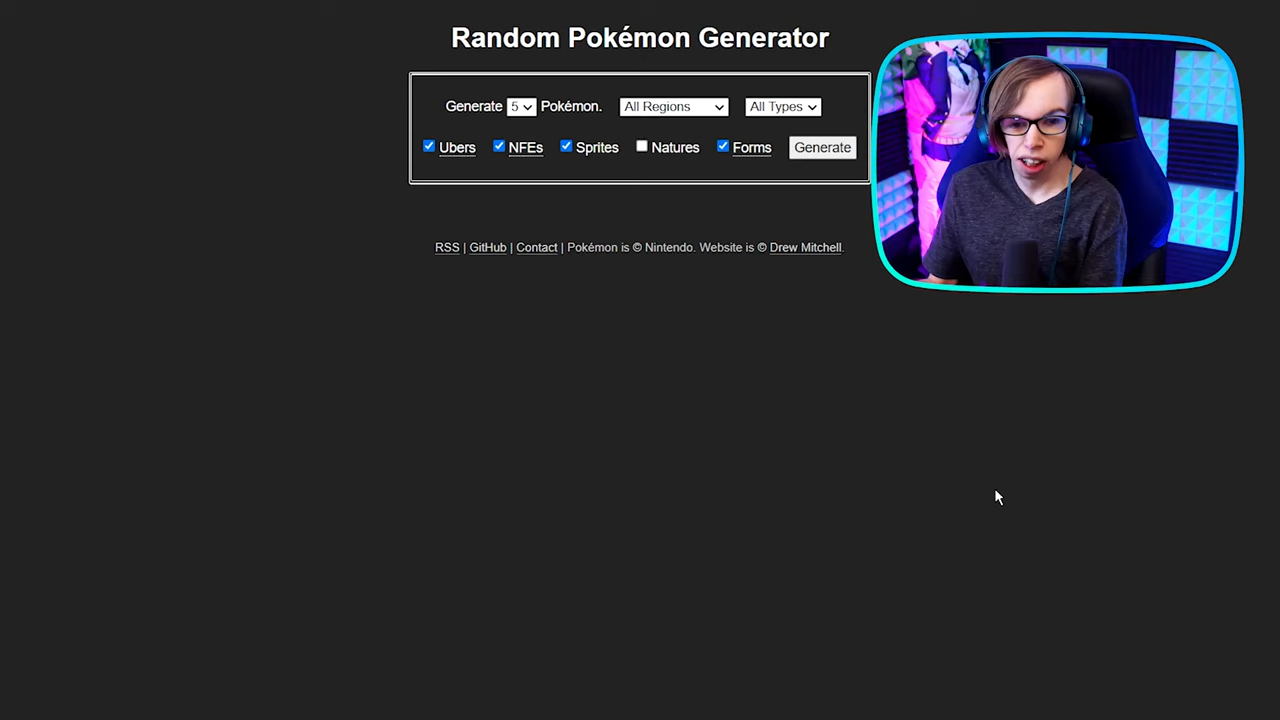 Random Pokémon Generator
Generate 5 Pokémon. All Regions All Types
Ubers NFEs Sprites Natures Forms Generate
RSS | GitHub | Contact | Pokémon is © Nintendo. Website is © Drew Mitchell.